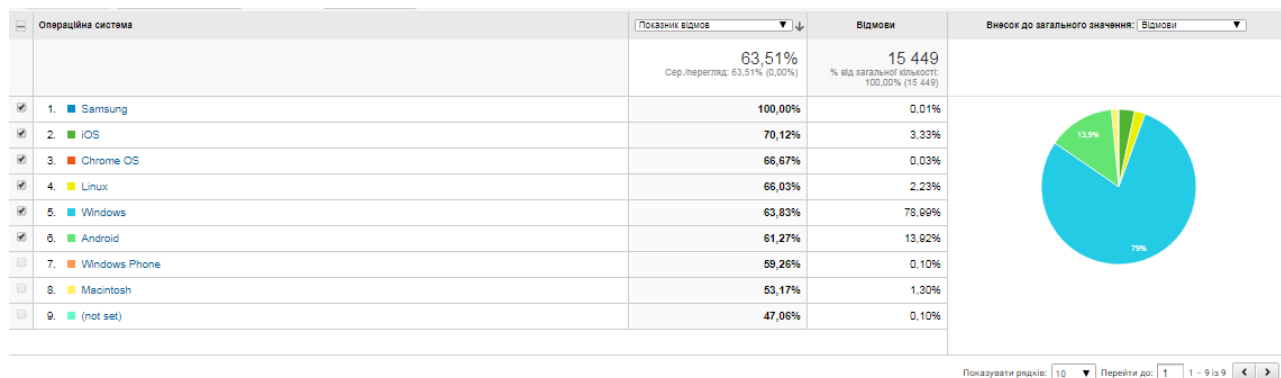 Операційна система
Показник відмов
Відмови
Внесок до загального значення: Відмови
63,51%
Сер./перегляд: 63,51% (0,00%)
15 449
% від загальної кількості:
100,00% (15 449)
1. Samsung 100,00% 0,01%
2. iOS 70,12% 3,33%
3. Chrome OS 66,67% 0,03%
4. Linux 66,03% 2,23%
5. Windows 63,83% 78,99%
6. Android 61,27% 13,92%
7. Windows Phone 59,26% 0,10%
8. Macintosh 53,17% 1,30%
9. (not set) 47,06% 0,10%
13,9%
79%
Показувати рядків: 10 Перейти до: 1 1 – 9 із 9